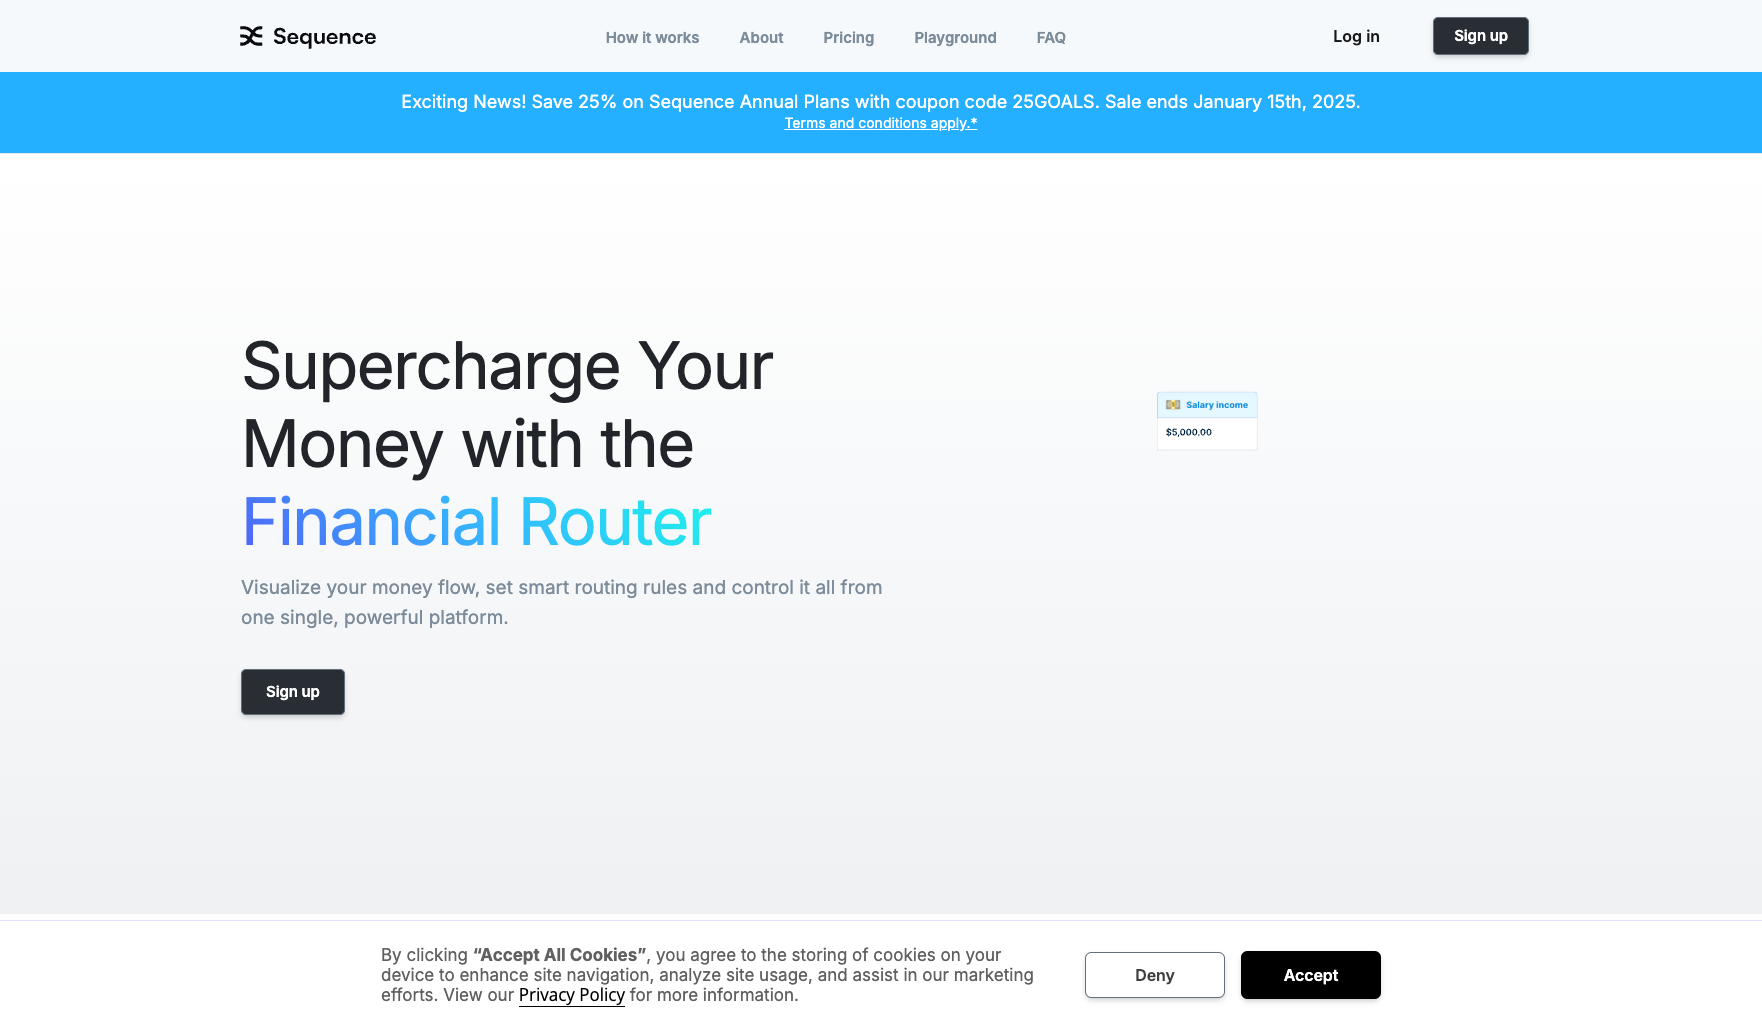 Sequence
How it works
About
Pricing
Playground
FAQ
Log in
Sign up
Exciting News! Save 25% on Sequence Annual Plans with coupon code 25GOALS. Sale ends January 15th, 2025.
Terms and conditions apply.*
Supercharge Your
Money with the
Financial Router
Salary income
$5,000.00
Visualize your money flow, set smart routing rules and control it all from
one single, powerful platform.
Sign up
By clicking “Accept All Cookies”, you agree to the storing of cookies on your
device to enhance site navigation, analyze site usage, and assist in our marketing
efforts. View our Privacy Policy for more information.
Deny
Accept